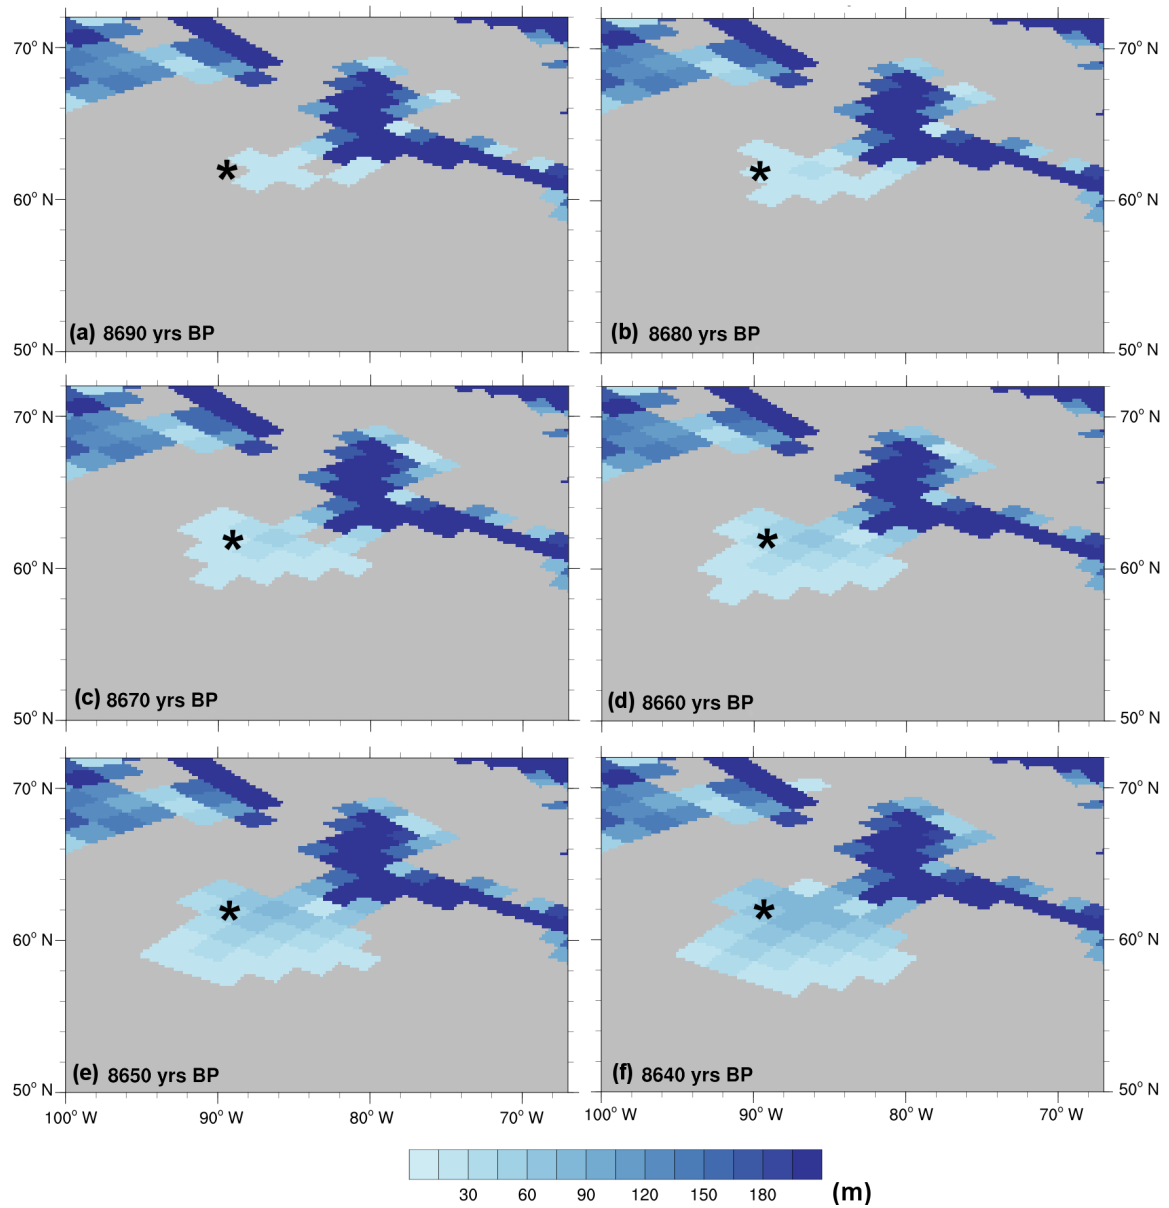 70° N
70° N
*
*
60° N
60° N
(a) 8690 yrs BP
(b) 8680 yrs BP
50° N
50° N
70° N
70° N
*
*
60° N
60° N
(c) 8670 yrs BP
(d) 8660 yrs BP
50° N
50° N
70° N
70° N
*
*
60° N
60° N
(e) 8650 yrs BP
(f) 8640 yrs BP
50° N
50° N
100° W 90° W 80° W 70° W
100° W 90° W 80° W 70° W
30 60 90 120 150 180 (m)